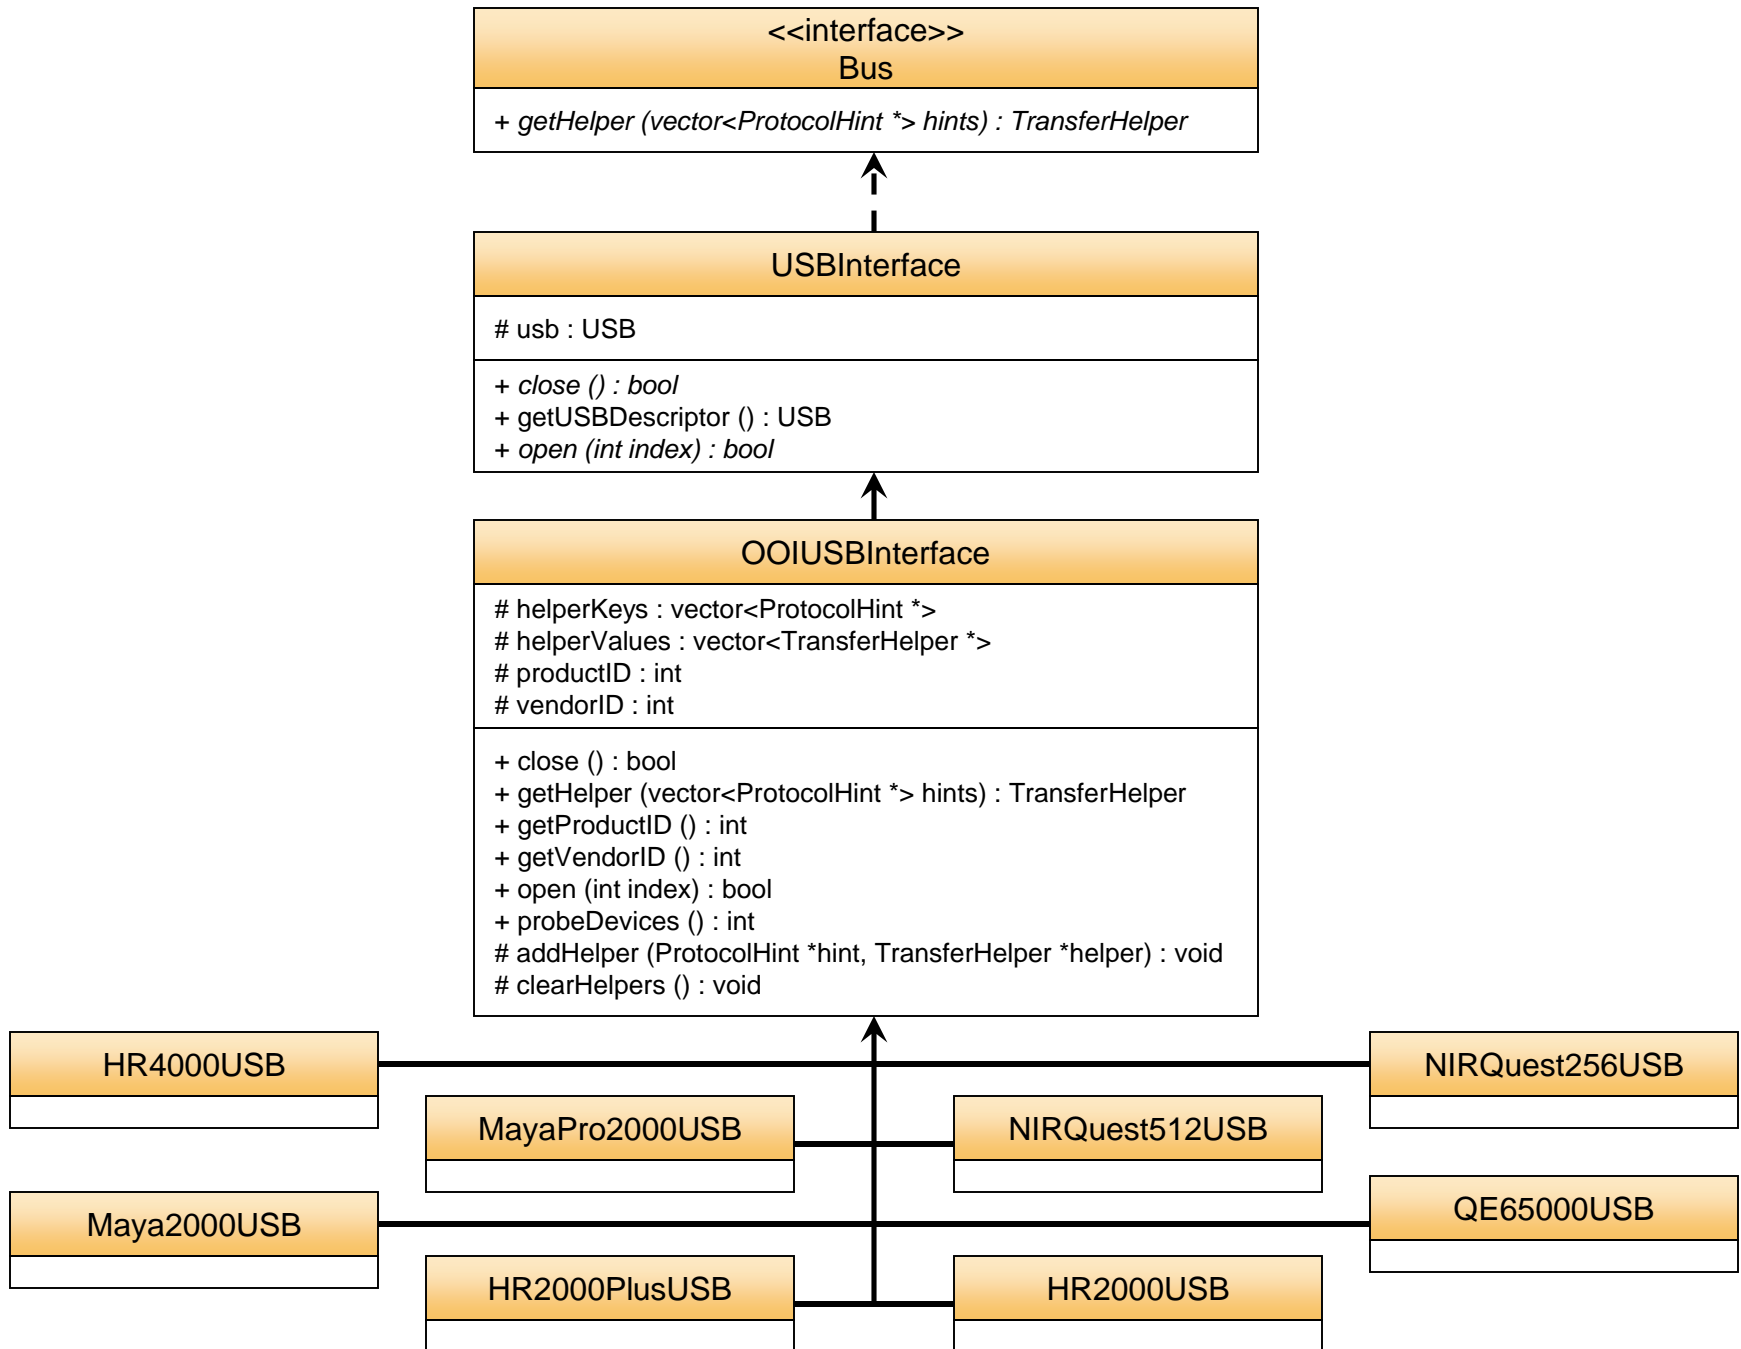 <<interface>>
Bus
+ getHelper (vector<ProtocolHint *> hints) : TransferHelper
USBInterface
# usb : USB
+ close () : bool
+ getUSBDescriptor () : USB
+ open (int index) : bool
OOIUSBInterface
# helperKeys : vector<ProtocolHint *>
# helperValues : vector<TransferHelper *>
# productID : int
# vendorID : int
+ close () : bool
+ getHelper (vector<ProtocolHint *> hints) : TransferHelper
+ getProductID () : int
+ getVendorID () : int
+ open (int index) : bool
+ probeDevices () : int
# addHelper (ProtocolHint *hint, TransferHelper *helper) : void
# clearHelpers () : void
HR4000USB
NIRQuest256USB
MayaPro2000USB
NIRQuest512USB
Maya2000USB
QE65000USB
HR2000PlusUSB
HR2000USB